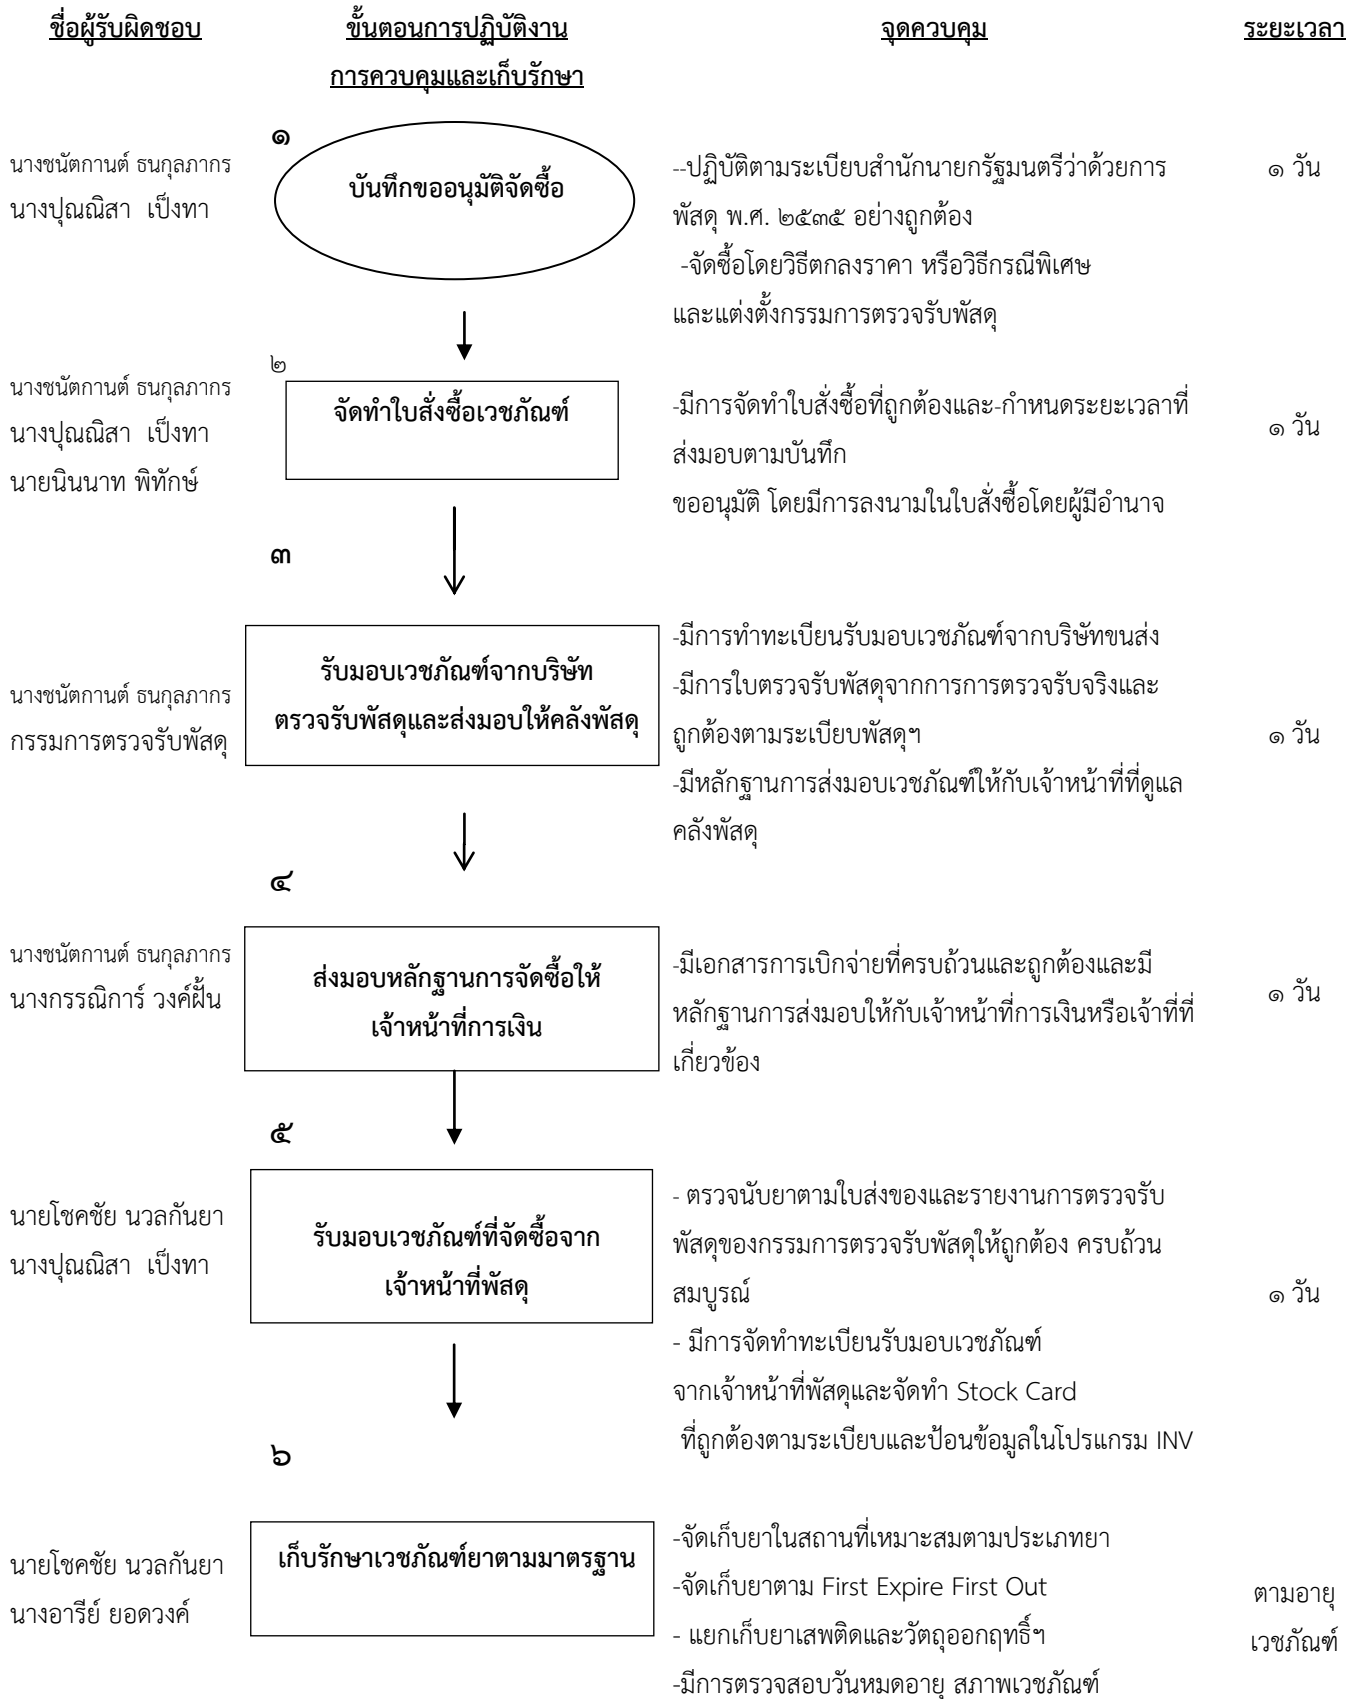 ชื่อผู้รับผิดชอบ
ขั้นตอนการปฏิบัติงาน
การควบคุมและเก็บรักษา
จุดควบคุม
ระยะเวลา
๑
นางชนัตกานต์ ธนกุลภากร
นางปุณณิสา เป็งทา
บันทึกขออนุมัติจัดซื้อ
--ปฏิบัติตามระเบียบสำนักนายกรัฐมนตรีว่าด้วยการ
พัสดุ พ.ศ. ๒๕๓๕ อย่างถูกต้อง
-จัดซื้อโดยวิธีตกลงราคา หรือวิธีกรณีพิเศษ
และแต่งตั้งกรรมการตรวจรับพัสดุ
๑ วัน
๒
นางชนัตกานต์ ธนกุลภากร
นางปุณณิสา เป็งทา
นายนินนาท พิทักษ์
จัดทำใบสั่งซื้อเวชภัณฑ์
-มีการจัดทำใบสั่งซื้อที่ถูกต้องและ-กำหนดระยะเวลาที่
ส่งมอบตามบันทึก
ขออนุมัติ โดยมีการลงนามในใบสั่งซื้อโดยผู้มีอำนาจ
๑ วัน
๓
นางชนัตกานต์ ธนกุลภากร
กรรมการตรวจรับพัสดุ
รับมอบเวชภัณฑ์จากบริษัท
ตรวจรับพัสดุและส่งมอบให้คลังพัสดุ
-มีการทำทะเบียนรับมอบเวชภัณฑ์จากบริษัทขนส่ง
-มีการใบตรวจรับพัสดุจากการการตรวจรับจริงและ
ถูกต้องตามระเบียบพัสดุฯ
-มีหลักฐานการส่งมอบเวชภัณฑ์ให้กับเจ้าหน้าที่ที่ดูแล
คลังพัสดุ
๑ วัน
๔
นางชนัตกานต์ ธนกุลภากร
นางกรรณิการ์ วงค์ฝั้น
ส่งมอบหลักฐานการจัดซื้อให้
เจ้าหน้าที่การเงิน
-มีเอกสารการเบิกจ่ายที่ครบถ้วนและถูกต้องและมี
หลักฐานการส่งมอบให้กับเจ้าหน้าที่การเงินหรือเจ้าที่ที่
เกี่ยวข้อง
๑ วัน
๕
นายโชคชัย นวลกันยา
นางปุณณิสา เป็งทา
รับมอบเวชภัณฑ์ที่จัดซื้อจาก
เจ้าหน้าที่พัสดุ
- ตรวจนับยาตามใบส่งของและรายงานการตรวจรับ
พัสดุของกรรมการตรวจรับพัสดุให้ถูกต้อง ครบถ้วน
สมบูรณ์
- มีการจัดทำทะเบียนรับมอบเวชภัณฑ์
จากเจ้าหน้าที่พัสดุและจัดทำ Stock Card
ที่ถูกต้องตามระเบียบและป้อนข้อมูลในโปรแกรม INV
๑ วัน
๖
นายโชคชัย นวลกันยา
นางอารีย์ ยอดวงค์
เก็บรักษาเวชภัณฑ์ยาตามมาตรฐาน
-จัดเก็บยาในสถานที่เหมาะสมตามประเภทยา
-จัดเก็บยาตาม First Expire First Out
- แยกเก็บยาเสพติดและวัตถุออกฤทธิ์ฯ
-มีการตรวจสอบวันหมดอายุ สภาพเวชภัณฑ์
ตามอายุ
เวชภัณฑ์